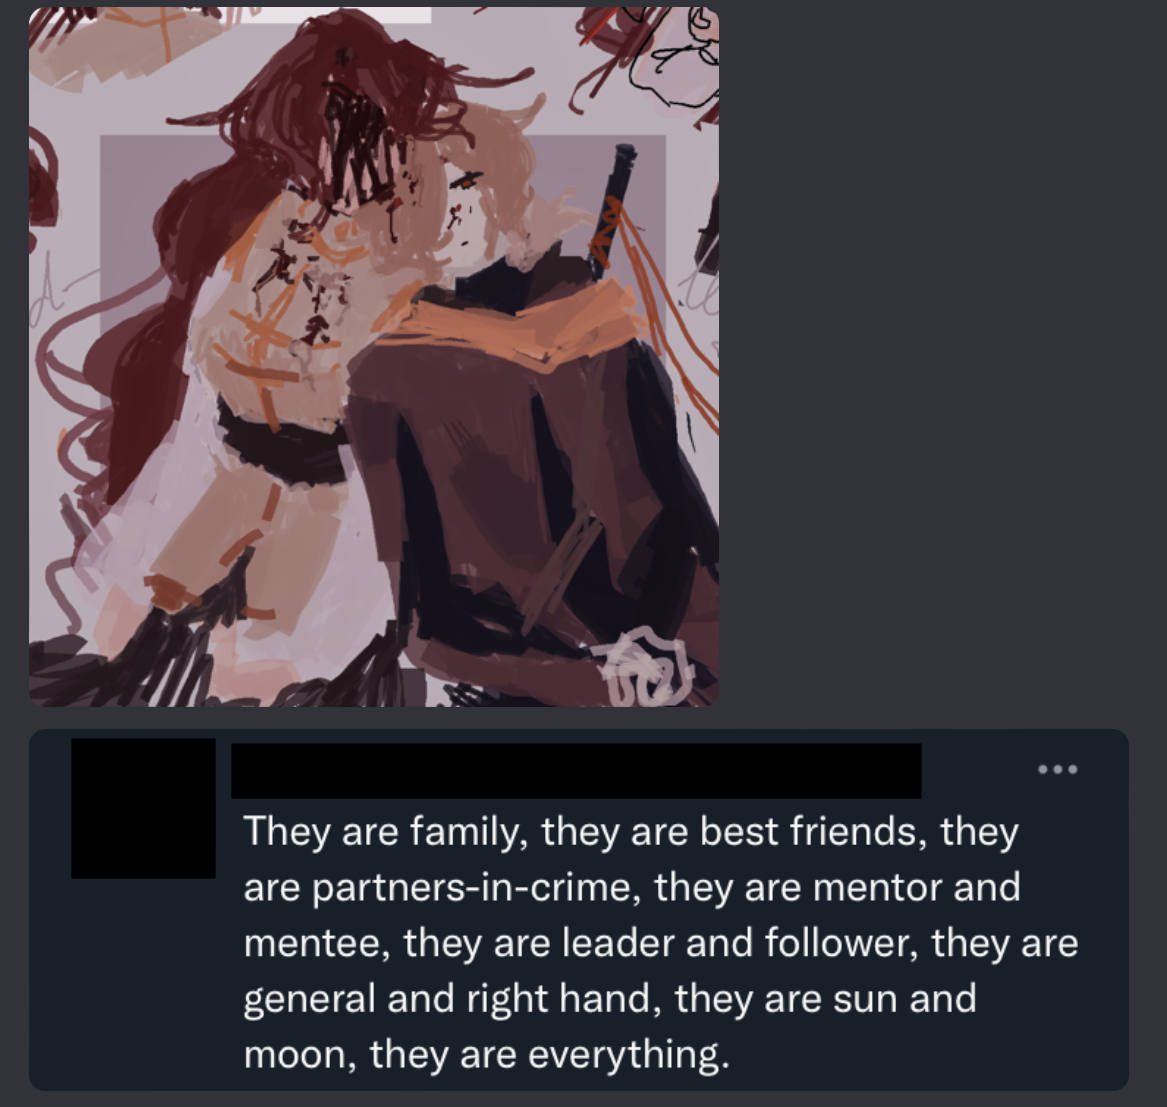 They are family, they are best friends, they
are partners-in-crime, they are mentor and
mentee, they are leader and follower, they are
general and right hand, they are sun and
moon, they are everything.